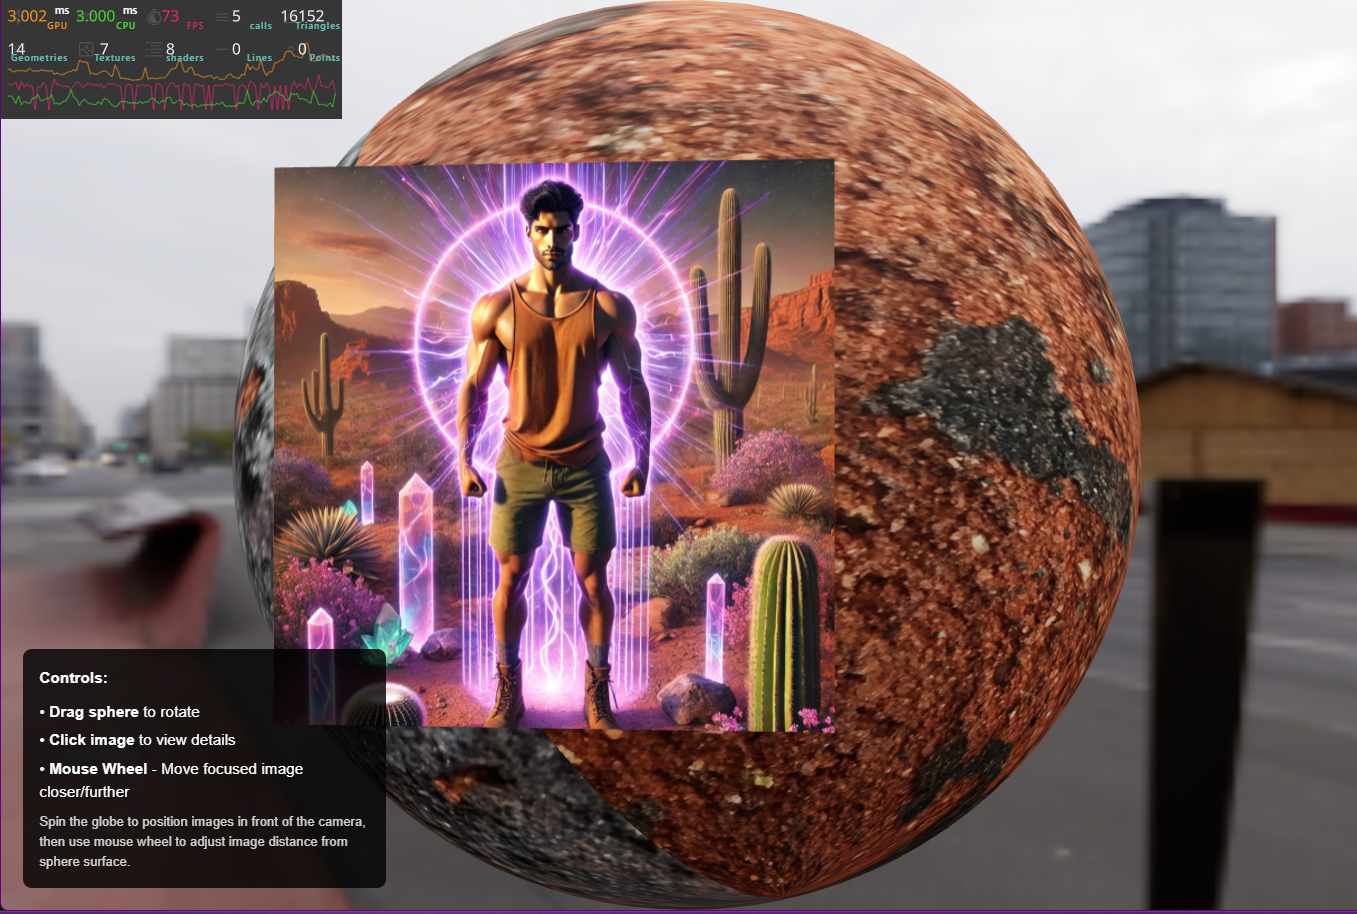 3,002 ms GPU 3.000 ms CPU 73 FPS 5 calls 16152 Triangles
14 Geometries 7 Textures 8 shaders 0 Lines 0 Points
Controls:
• Drag sphere to rotate
• Click image to view details
• Mouse Wheel - Move focused image
closer/further
Spin the globe to position images in front of the camera,
then use mouse wheel to adjust image distance from
sphere surface.